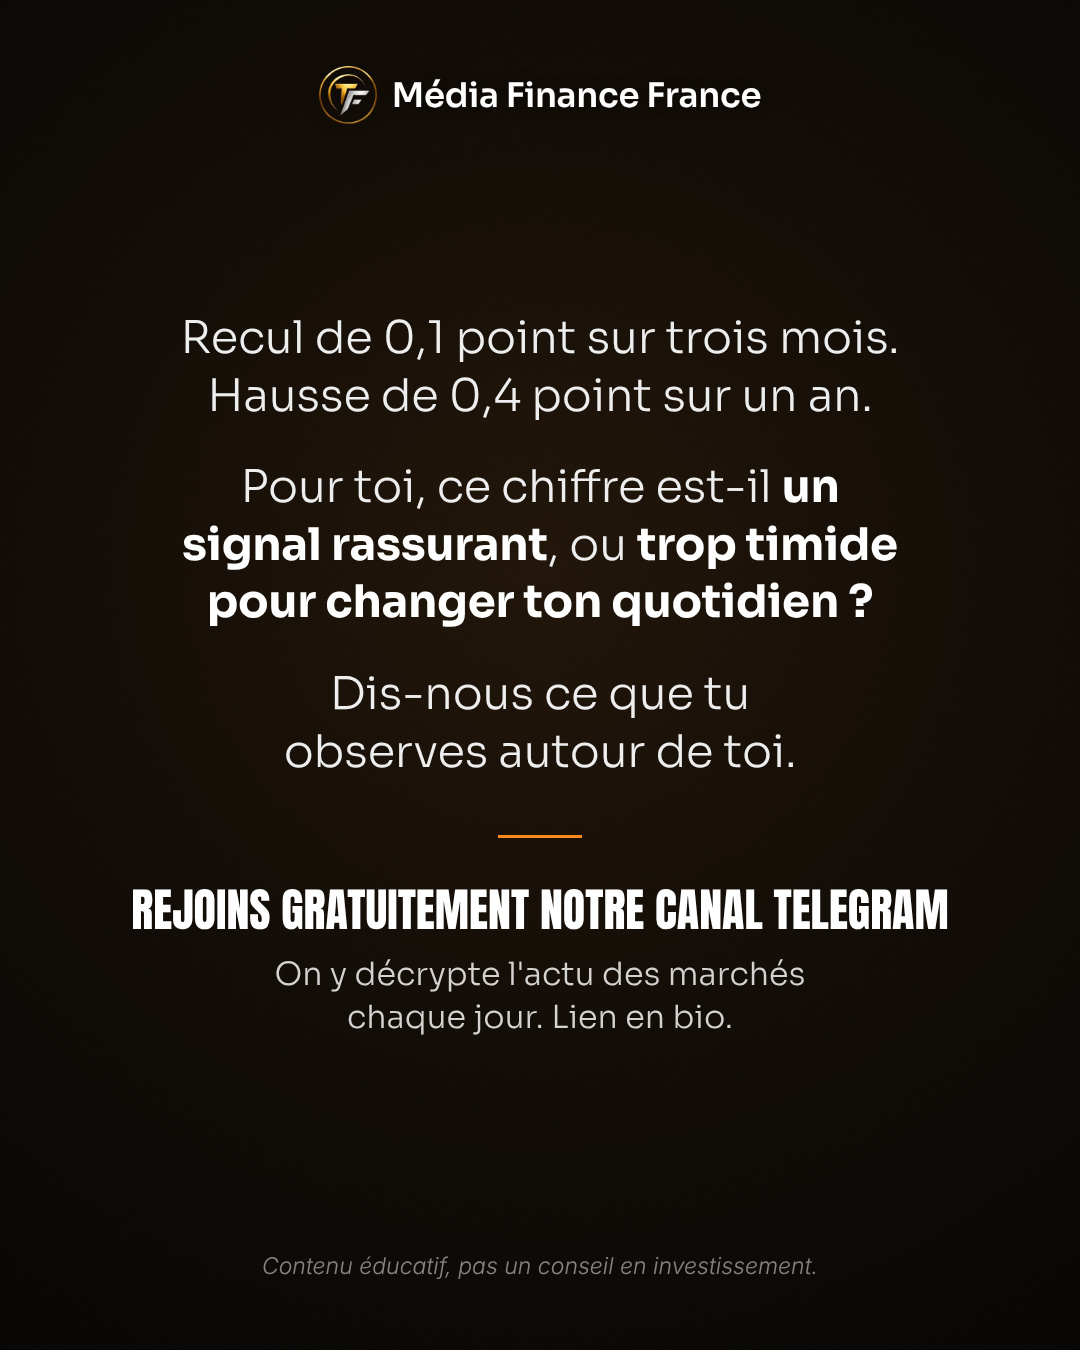 TF Média Finance France
Recul de 0,1 point sur trois mois.
Hausse de 0,4 point sur un an.
Pour toi, ce chiffre est-il un
signal rassurant, ou trop timide
pour changer ton quotidien ?
Dis-nous ce que tu
observes autour de toi.
REJOINS GRATUITEMENT NOTRE CANAL TELEGRAM
On y décrypte l'actu des marchés
chaque jour. Lien en bio.
Contenu éducatif, pas un conseil en investissement.